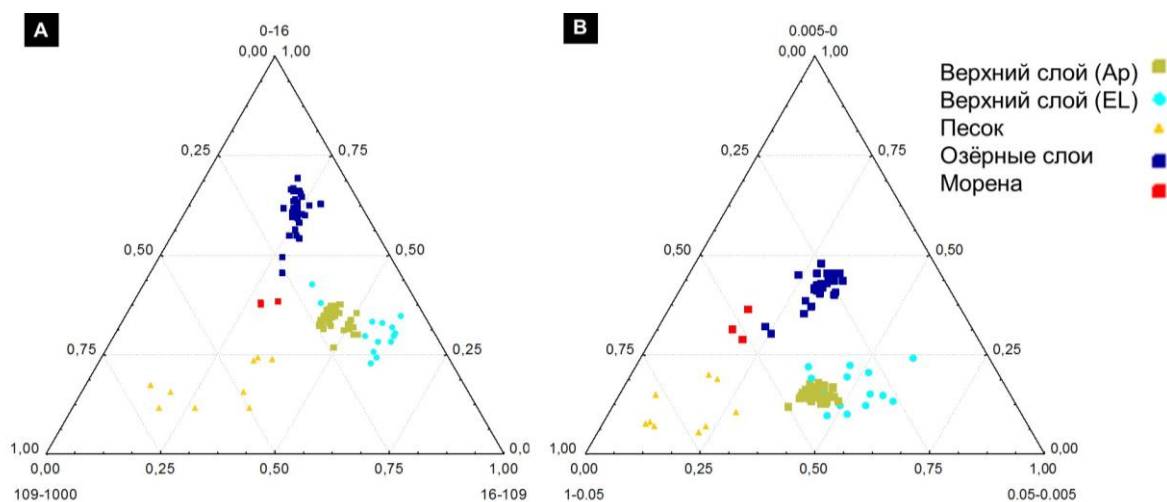 A
0-16
0,00 1,00
0,25 0,75
0,50 0,50
0,75 0,25
1,00 0,0
0,00 0,25 0,50 0,75 1,00
109-1000 16-109
B
0.005-0
0,00 1,00
0,25 0,75
0,50 0,50
0,75 0,25
1,00 0.00
0,00 0,25 0,50 0,75 1,00
1-0.05 0.05-0.005
Верхний слой (Ap)
Верхний слой (EL)
Песок
Озёрные слои
Морена